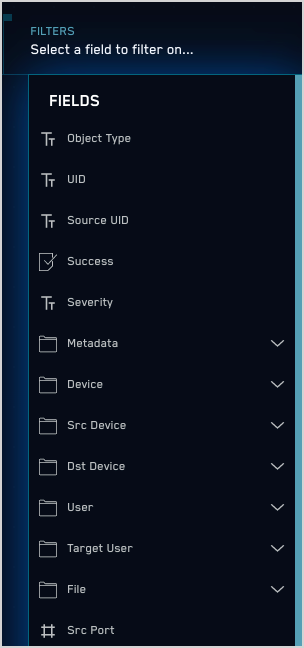 FILTERS
Select a field to filter on...
FIELDS
Object Type
UID
Source UID
Success
Severity
Metadata
Device
Src Device
Dst Device
User
Target User
File
Src Port